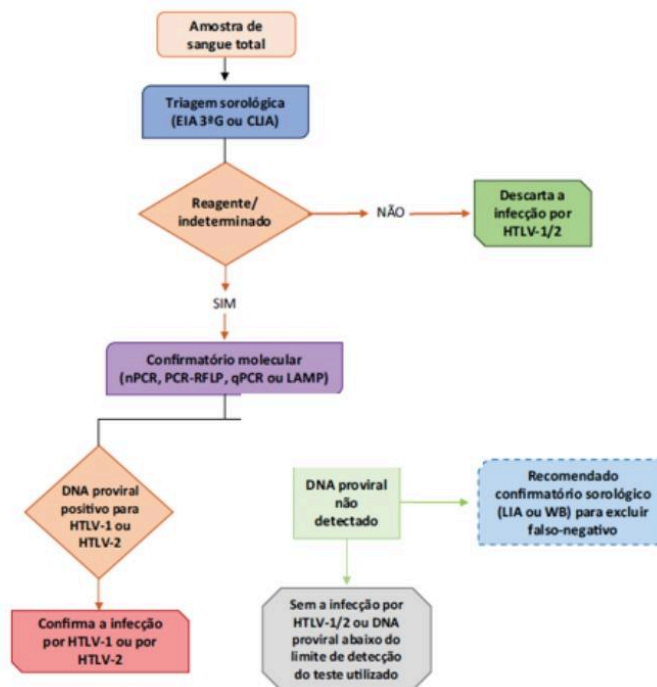 Amostra de
sangue total
Triagem sorológica
(EIA 3ªG ou CLIA)
Reagente/
indeterminado
NÃO
Descarta a
infecção por
HTLV-1/2
SIM
Confirmatório molecular
(nPCR, PCR-RFLP, qPCR ou LAMP)
DNA proviral
positivo para
HTLV-1 ou
HTLV-2
DNA proviral
não
detectado
Recomendado
confirmatório sorológico
(LIA ou WB) para excluir
falso-negativo
Confirma a infecção
por HTLV-1 ou por
HTLV-2
Sem a infecção por
HTLV-1/2 ou DNA
proviral abaixo do
limite de detecção
do teste utilizado